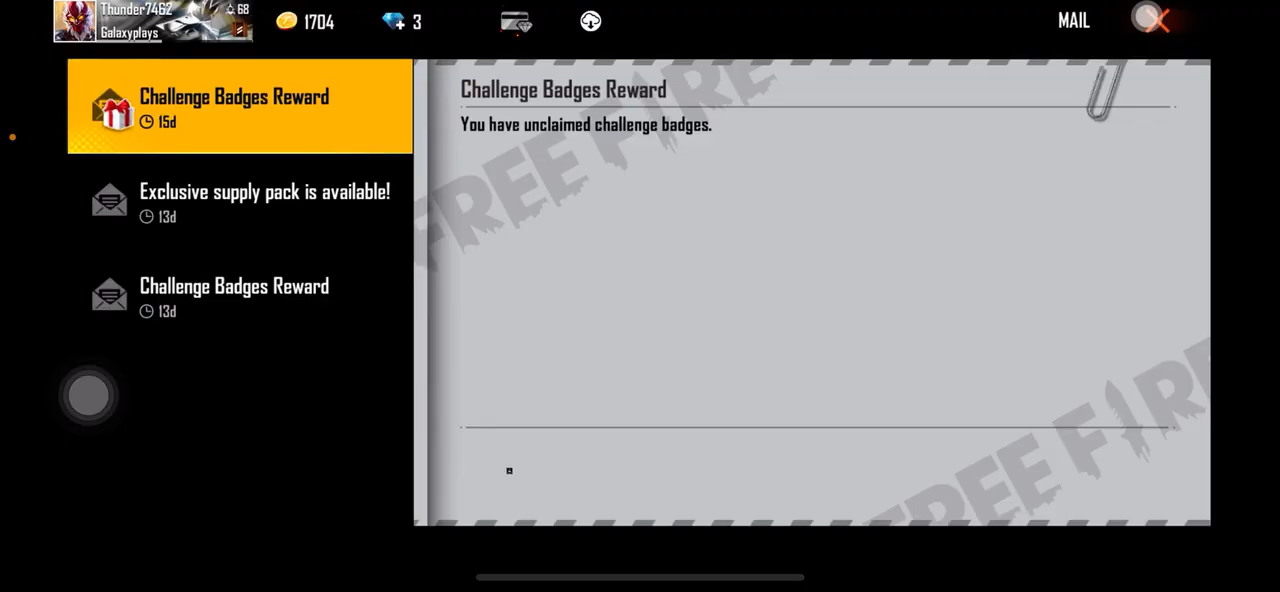 Thunder7462
68
Galaxyplays
1704
3
MAIL
Challenge Badges Reward
15d
Exclusive supply pack is available!
13d
Challenge Badges Reward
13d
Challenge Badges Reward
You have unclaimed challenge badges.
FREE FIRE
FREE FIRE